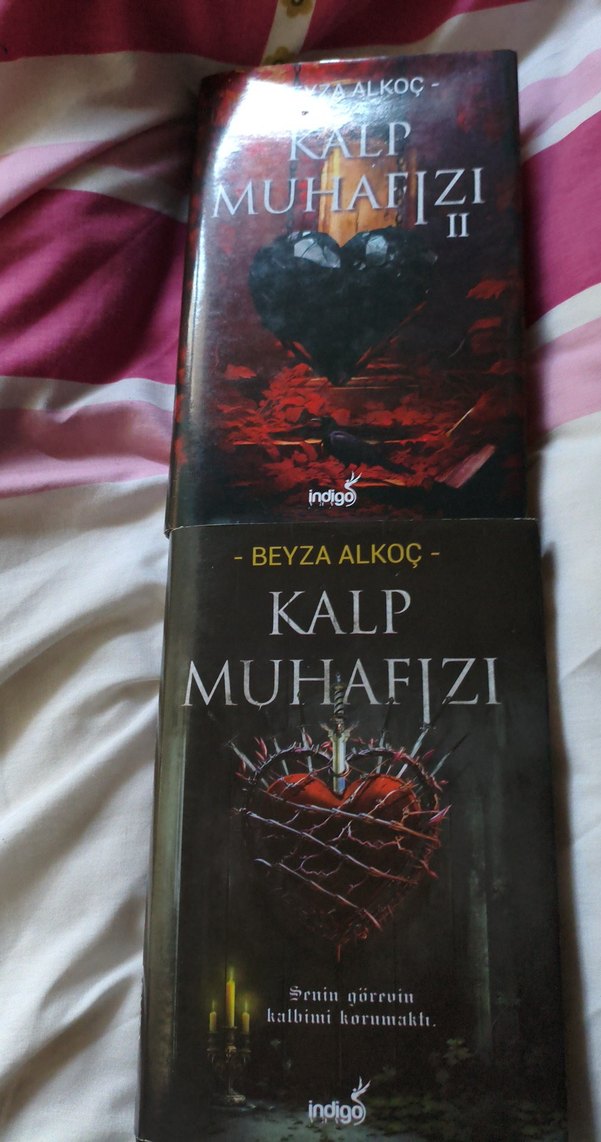 BEYZA ALKOÇ -
KALP
MUHAFIZI
II
indigo
- BEYZA ALKOÇ -
KALP
MUHAFIZI
Senin görevin
kalbimi korumaktı.
indigo